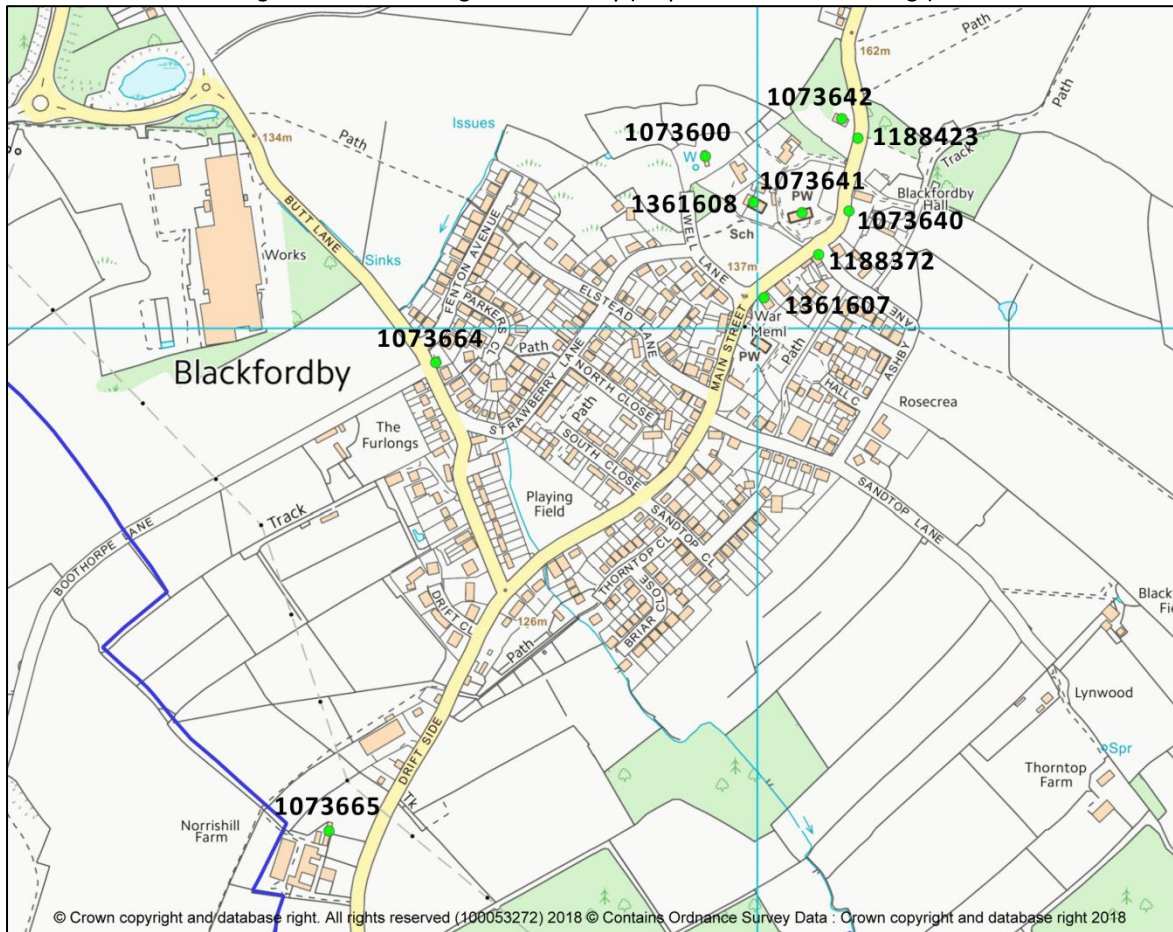 162m
Path
Path
1073642
Issues
1073600
1188423
134m
Path
W
1073641
Track
PW
Blackfordby
Hall
1361608
1073640
BUTT LANE
FENTON AVENUE
WELL LANE
Sch
1188372
Works
Sinks
137m
1361607
PARKERS CL
ELSTEAD LANE
War
Meml
ASHBY LANE
1073664
Path
PW
Path
MAIN STREET
Blackfordby
STRAWBERRY LANE
NORTH CLOSE
HALL C
Rosecrea
Path
The
Furlongs
SOUTH CLOSE
Playing
Field
Track
SANDTOP LANE
SANDTOP CL
BOOTHORPE LANE
THORNTOP CL
DRIFT CL
BRIAR CLOSE
126m
Path
Blackf
Fie
Lynwood
DRIFT SIDE
Spr
Thorntop
Farm
Tk
1073665
Norrishill
Farm
© Crown copyright and database right. All rights reserved (100053272) 2018 © Contains Ordnance Survey Data : Crown copyright and database right 2018